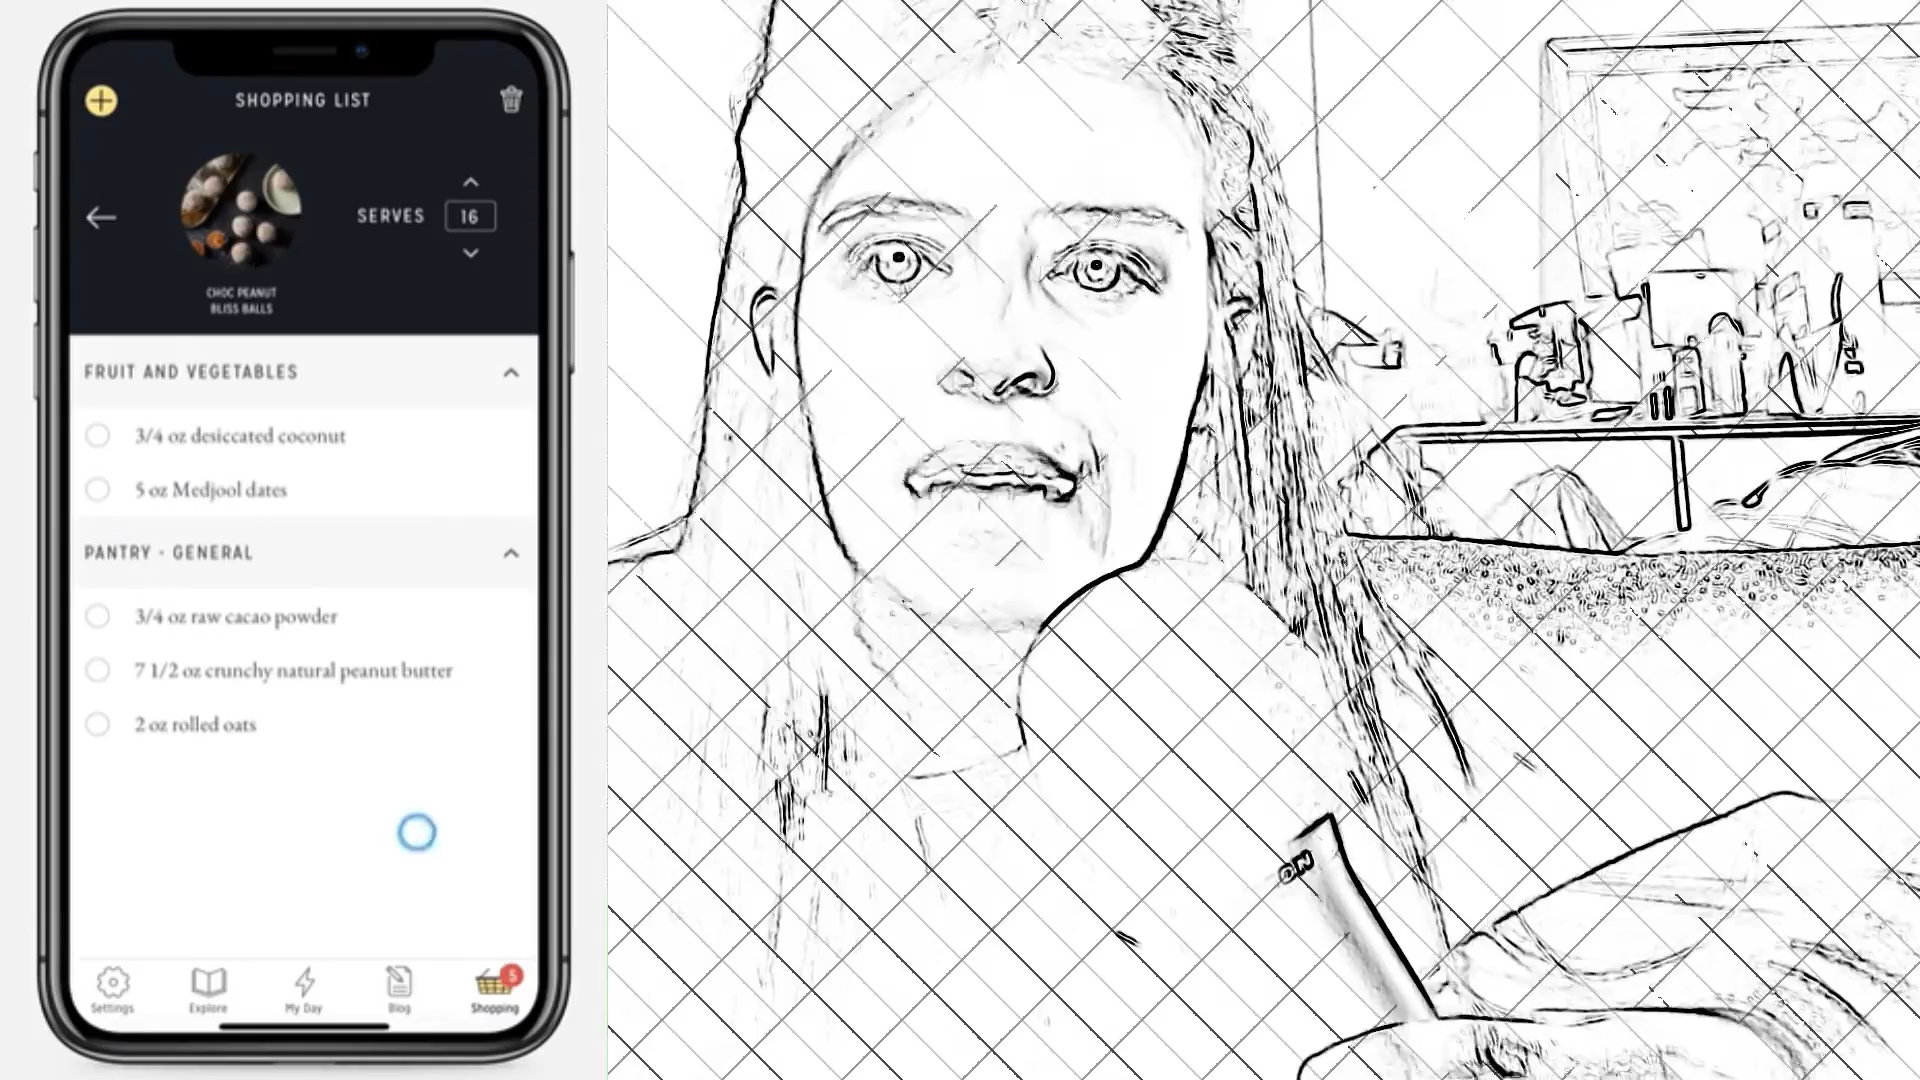 SHOPPING LIST
SERVES
16
CHOC PEANUT
BLISS BALLS
FRUIT AND VEGETABLES
3/4 oz desiccated coconut
5 oz Medjool dates
PANTRY - GENERAL
3/4 oz raw cacao powder
7 1/2 oz crunchy natural peanut butter
2 oz rolled oats
5
Settings
Explore
My Day
Blog
Shopping
ON